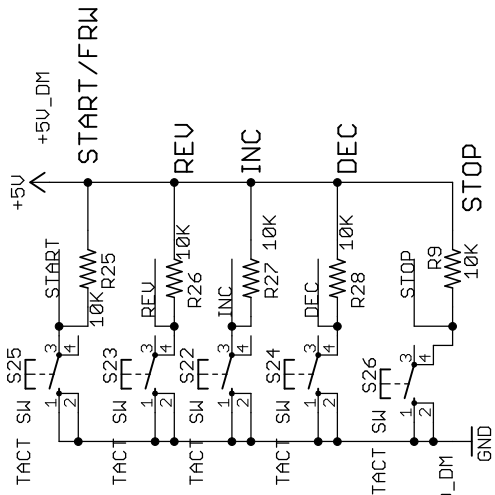 +5V
+5V_DM
START/FRW
REV
INC
DEC
STOP
START
10K
R25
REV
10K
R26
INC
10K
R27
DEC
10K
R28
STOP
R9
10K
S25
3
4
1
2
TACT SW
S23
3
4
1
2
TACT SW
S22
3
4
1
2
TACT SW
S24
3
4
1
2
TACT SW
S26
3
4
1
2
TACT SW
GND
_DM